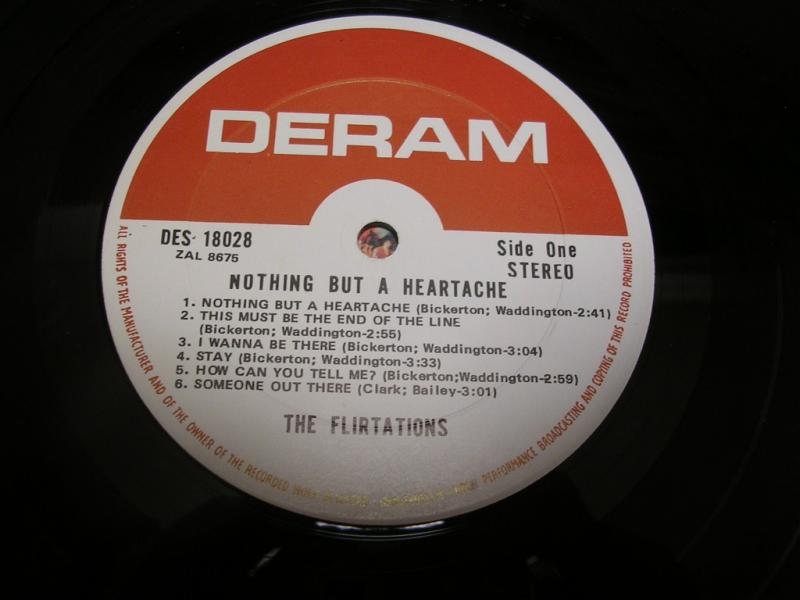 DERAM
DES- 18028
ZAL 8675
Side One
STEREO
NOTHING BUT A HEARTACHE
1. NOTHING BUT A HEARTACHE (Bickerton; Waddington-2:41)
2. THIS MUST BE THE END OF THE LINE
(Bickerton; Waddington-2:55)
3. I WANNA BE THERE (Bickerton; Waddington-3:04)
4. STAY (Bickerton; Waddington-3:33)
5. HOW CAN YOU TELL ME? (Bickerton;Waddington-2:59)
6. SOMEONE OUT THERE (Clark; Bailey-3:01)
THE FLIRTATIONS
ALL RIGHTS OF THE MANUFACTURER AND OF THE OWNER OF THE RECORDED WORK PERFORMANCE BROADCASTING AND COPYING OF THIS RECORD PROHIBITED